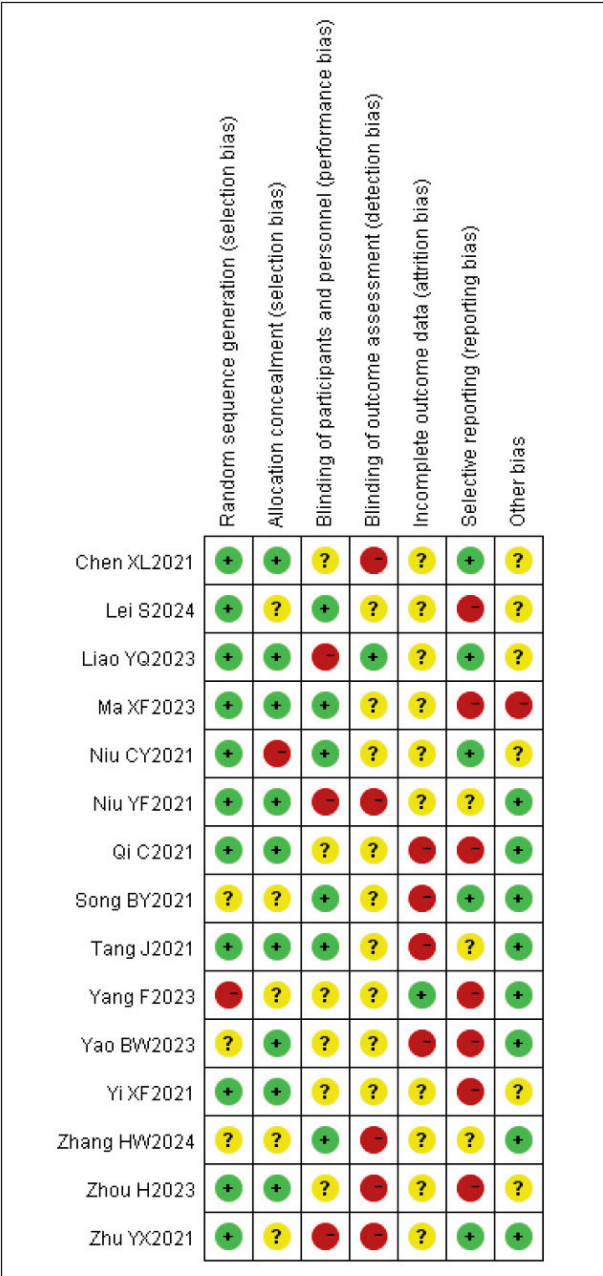 Random sequence generation (selection bias)
Allocation concealment (selection bias)
Blinding of participants and personnel (performance bias)
Blinding of outcome assessment (detection bias)
Incomplete outcome data (attrition bias)
Selective reporting (reporting bias)
Other bias
Chen XL2021 + + ? - ? + ?
Lei S2024 + ? + ? ? - ?
Liao YQ2023 + + - + ? + ?
Ma XF2023 + + + ? ? - -
Niu CY2021 + - + ? ? + ?
Niu YF2021 + + - - ? ? +
Qi C2021 + + ? ? - - +
Song BY2021 ? ? + ? - + +
Tang J2021 + + + ? - ? +
Yang F2023 - ? ? ? + - +
Yao BW2023 ? + ? ? - - +
Yi XF2021 + + ? ? ? - ?
Zhang HW2024 ? ? + - ? ? +
Zhou H2023 + + ? - ? - ?
Zhu YX2021 + ? - - ? + +